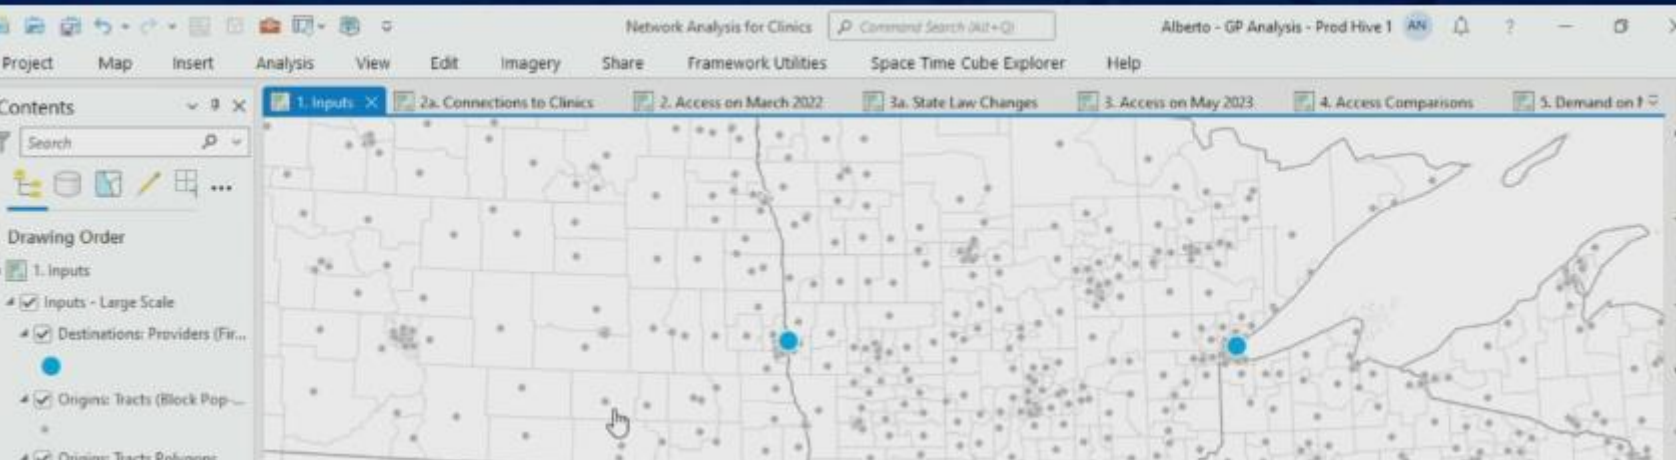 Network Analysis for Clinics
Command Search (Alt+Q)
Alberto - GP Analysis - Prod Hive 1
AN
?
Project
Map
Insert
Analysis
View
Edit
Imagery
Share
Framework Utilities
Space Time Cube Explorer
Help
Contents
1. Inputs
2a. Connections to Clinics
2. Access on March 2022
3a. State Law Changes
3. Access on May 2023
4. Access Comparisons
5. Demand on
Search
Drawing Order
1. Inputs
Inputs - Large Scale
Destinations: Providers (Fir...
Origins: Tracts (Block Pop-...
Origins: Tracts Polygons